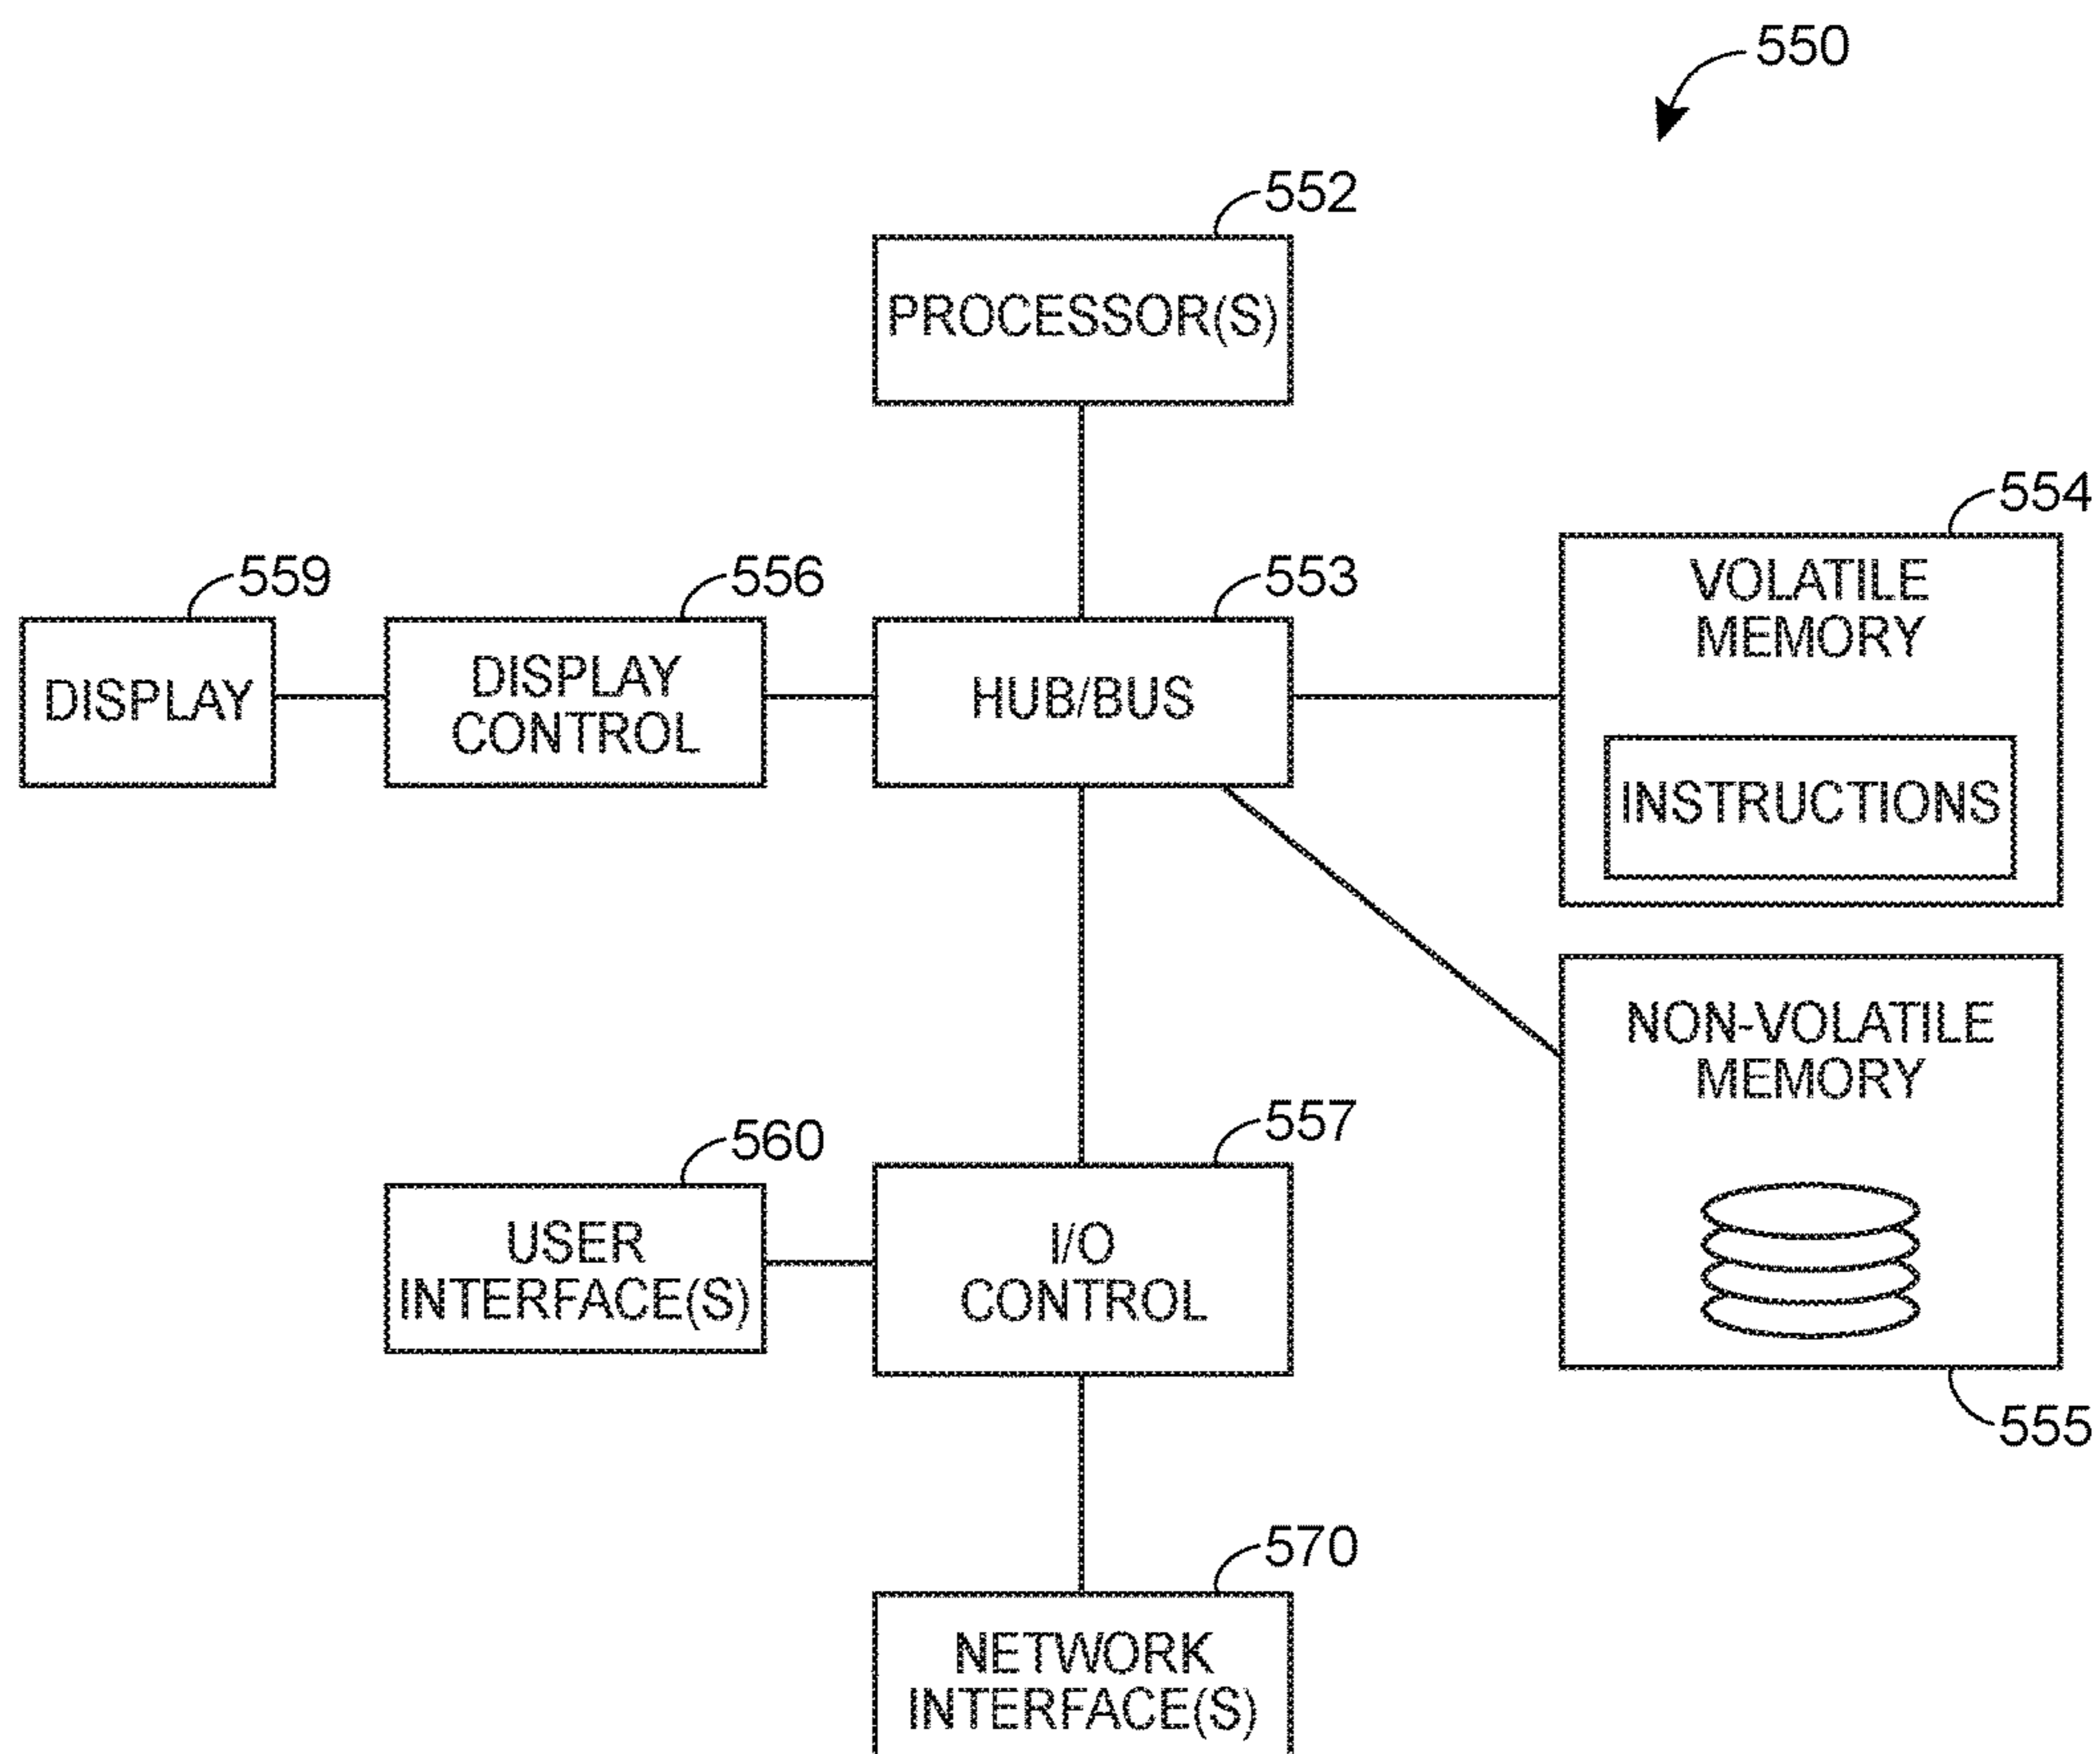 550
552
PROCESSOR(S)
554
VOLATILE
MEMORY
INSTRUCTIONS
559
DISPLAY
556
DISPLAY
CONTROL
553
HUB/BUS
NON-VOLATILE
MEMORY
555
560
USER
INTERFACE(S)
557
I/O
CONTROL
570
NETWORK
INTERFACE(S)